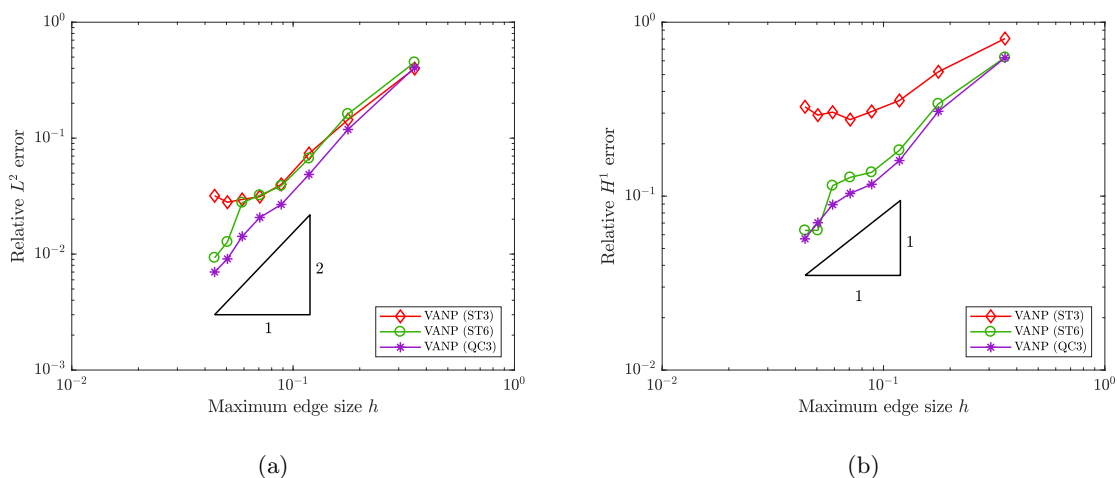 10^0
10^{-1}
10^{-2}
10^{-3}
Relative L^2 error
2
1
VANP (ST3)
VANP (ST6)
VANP (QC3)
10^{-2}
10^{-1}
10^0
Maximum edge size h
(a)
10^0
10^{-1}
10^{-2}
Relative H^1 error
1
1
VANP (ST3)
VANP (ST6)
VANP (QC3)
10^{-2}
10^{-1}
10^0
Maximum edge size h
(b)